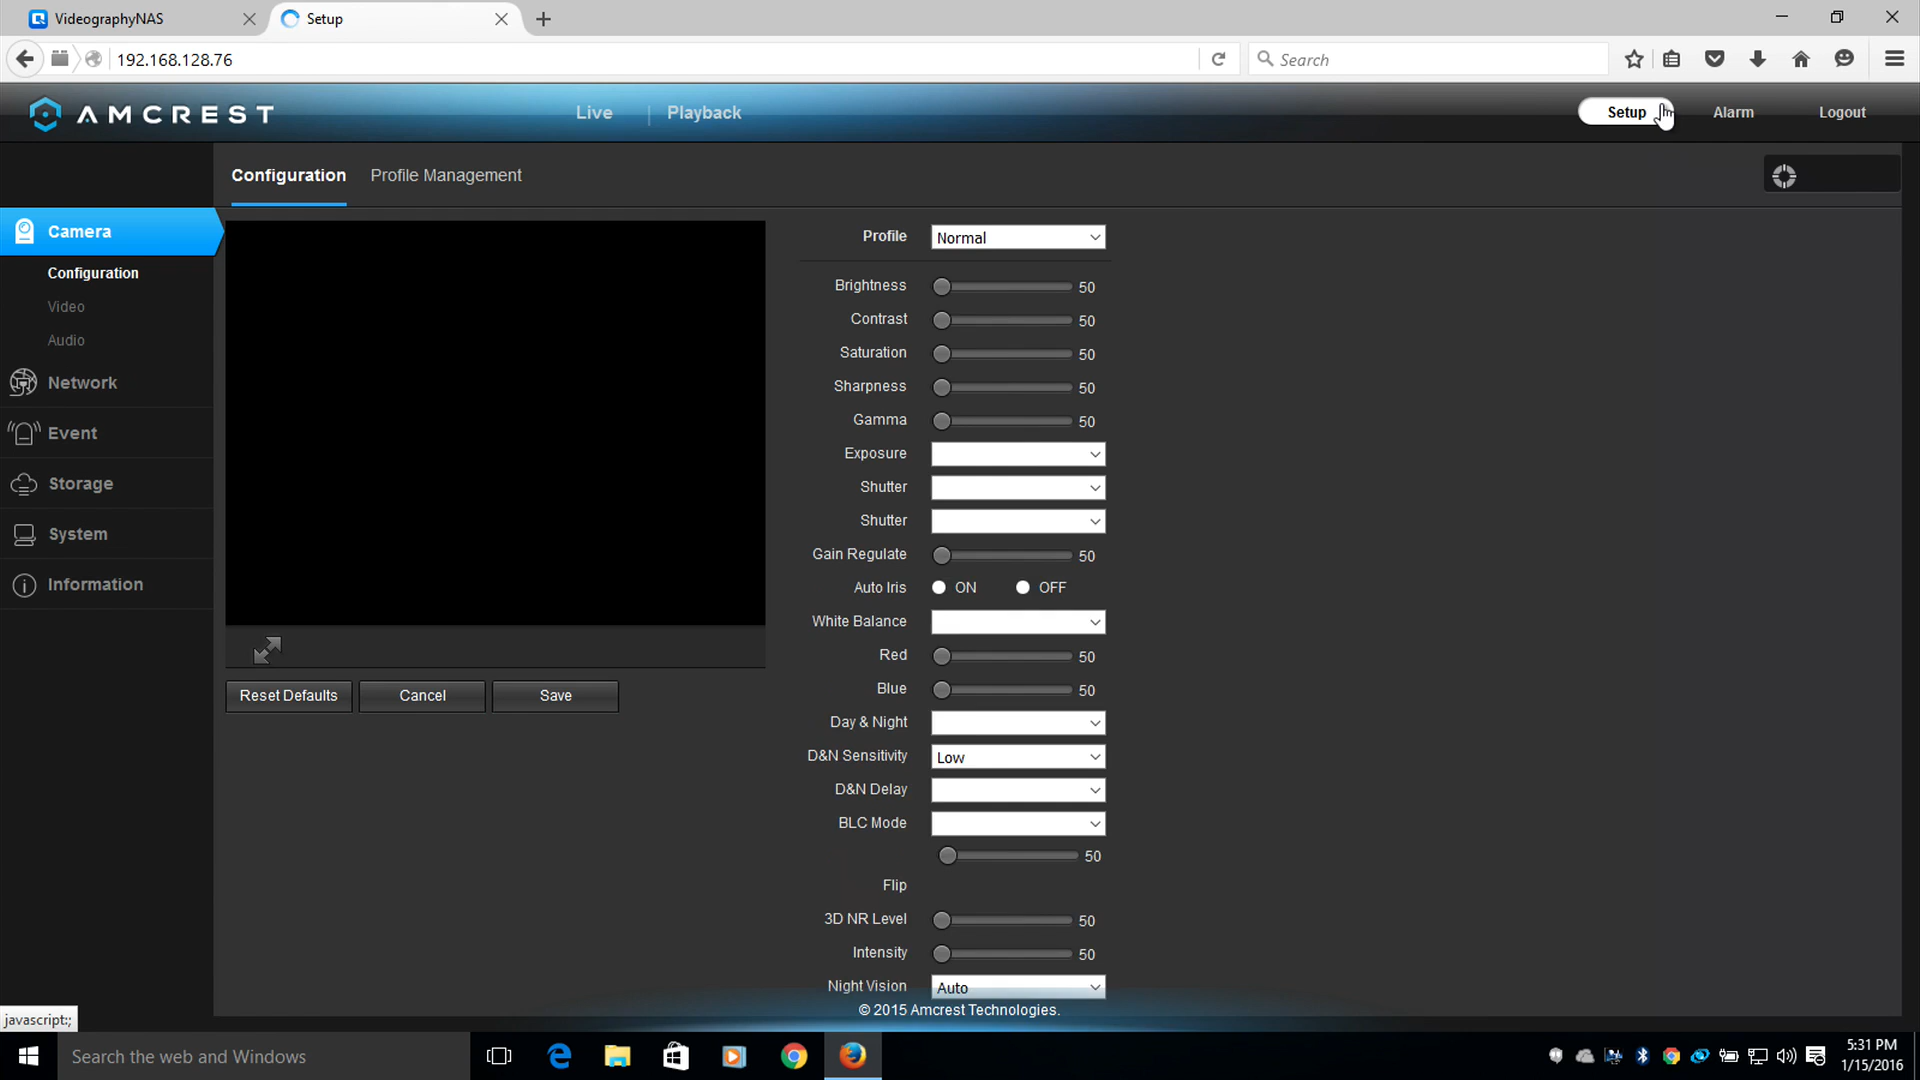 VideographyNAS
Setup
192.168.128.76
Search
AMCREST
Live
Playback
Setup
Alarm
Logout
Configuration
Profile Management
Camera
Configuration
Video
Audio
Network
Event
Storage
System
Information
Reset Defaults
Cancel
Save
Profile Normal
Brightness 50
Contrast 50
Saturation 50
Sharpness 50
Gamma 50
Exposure
Shutter
Shutter
Gain Regulate 50
Auto Iris ON OFF
White Balance
Red 50
Blue 50
Day & Night
D&N Sensitivity Low
D&N Delay
BLC Mode
50
Flip
3D NR Level 50
Intensity 50
Night Vision Auto
© 2015 Amcrest Technologies.
javascript:;
Search the web and Windows
5:31 PM
1/15/2016